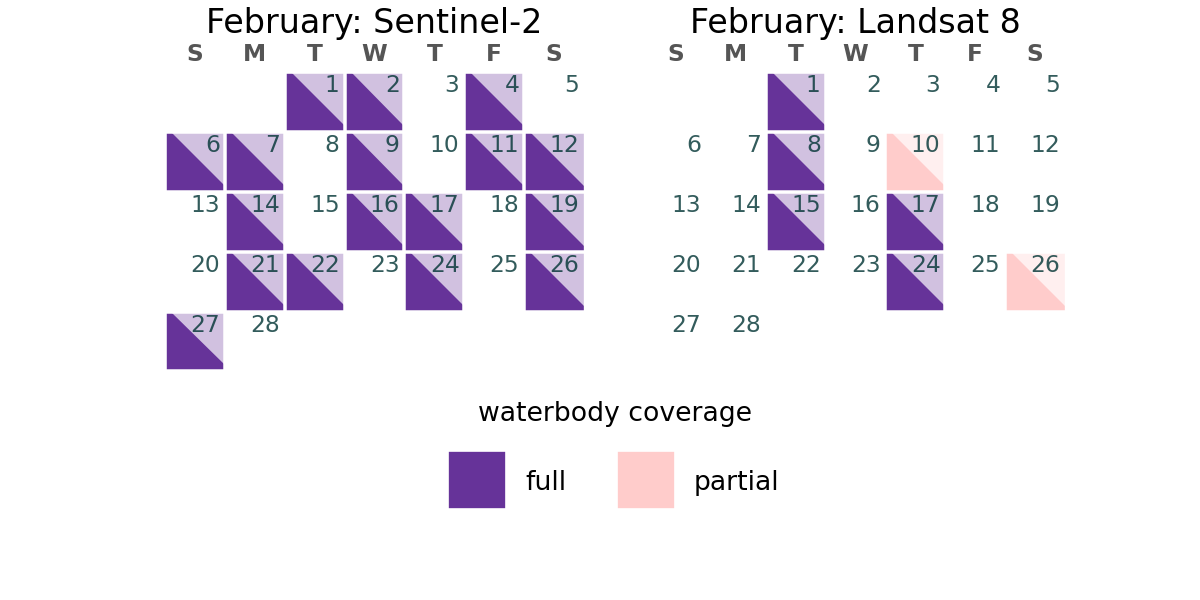 February: Sentinel-2
S M T W T F S
1 2 3 4 5
6 7 8 9 10 11 12
13 14 15 16 17 18 19
20 21 22 23 24 25 26
27 28
February: Landsat 8
S M T W T F S
1 2 3 4 5
6 7 8 9 10 11 12
13 14 15 16 17 18 19
20 21 22 23 24 25 26
27 28
waterbody coverage
full partial